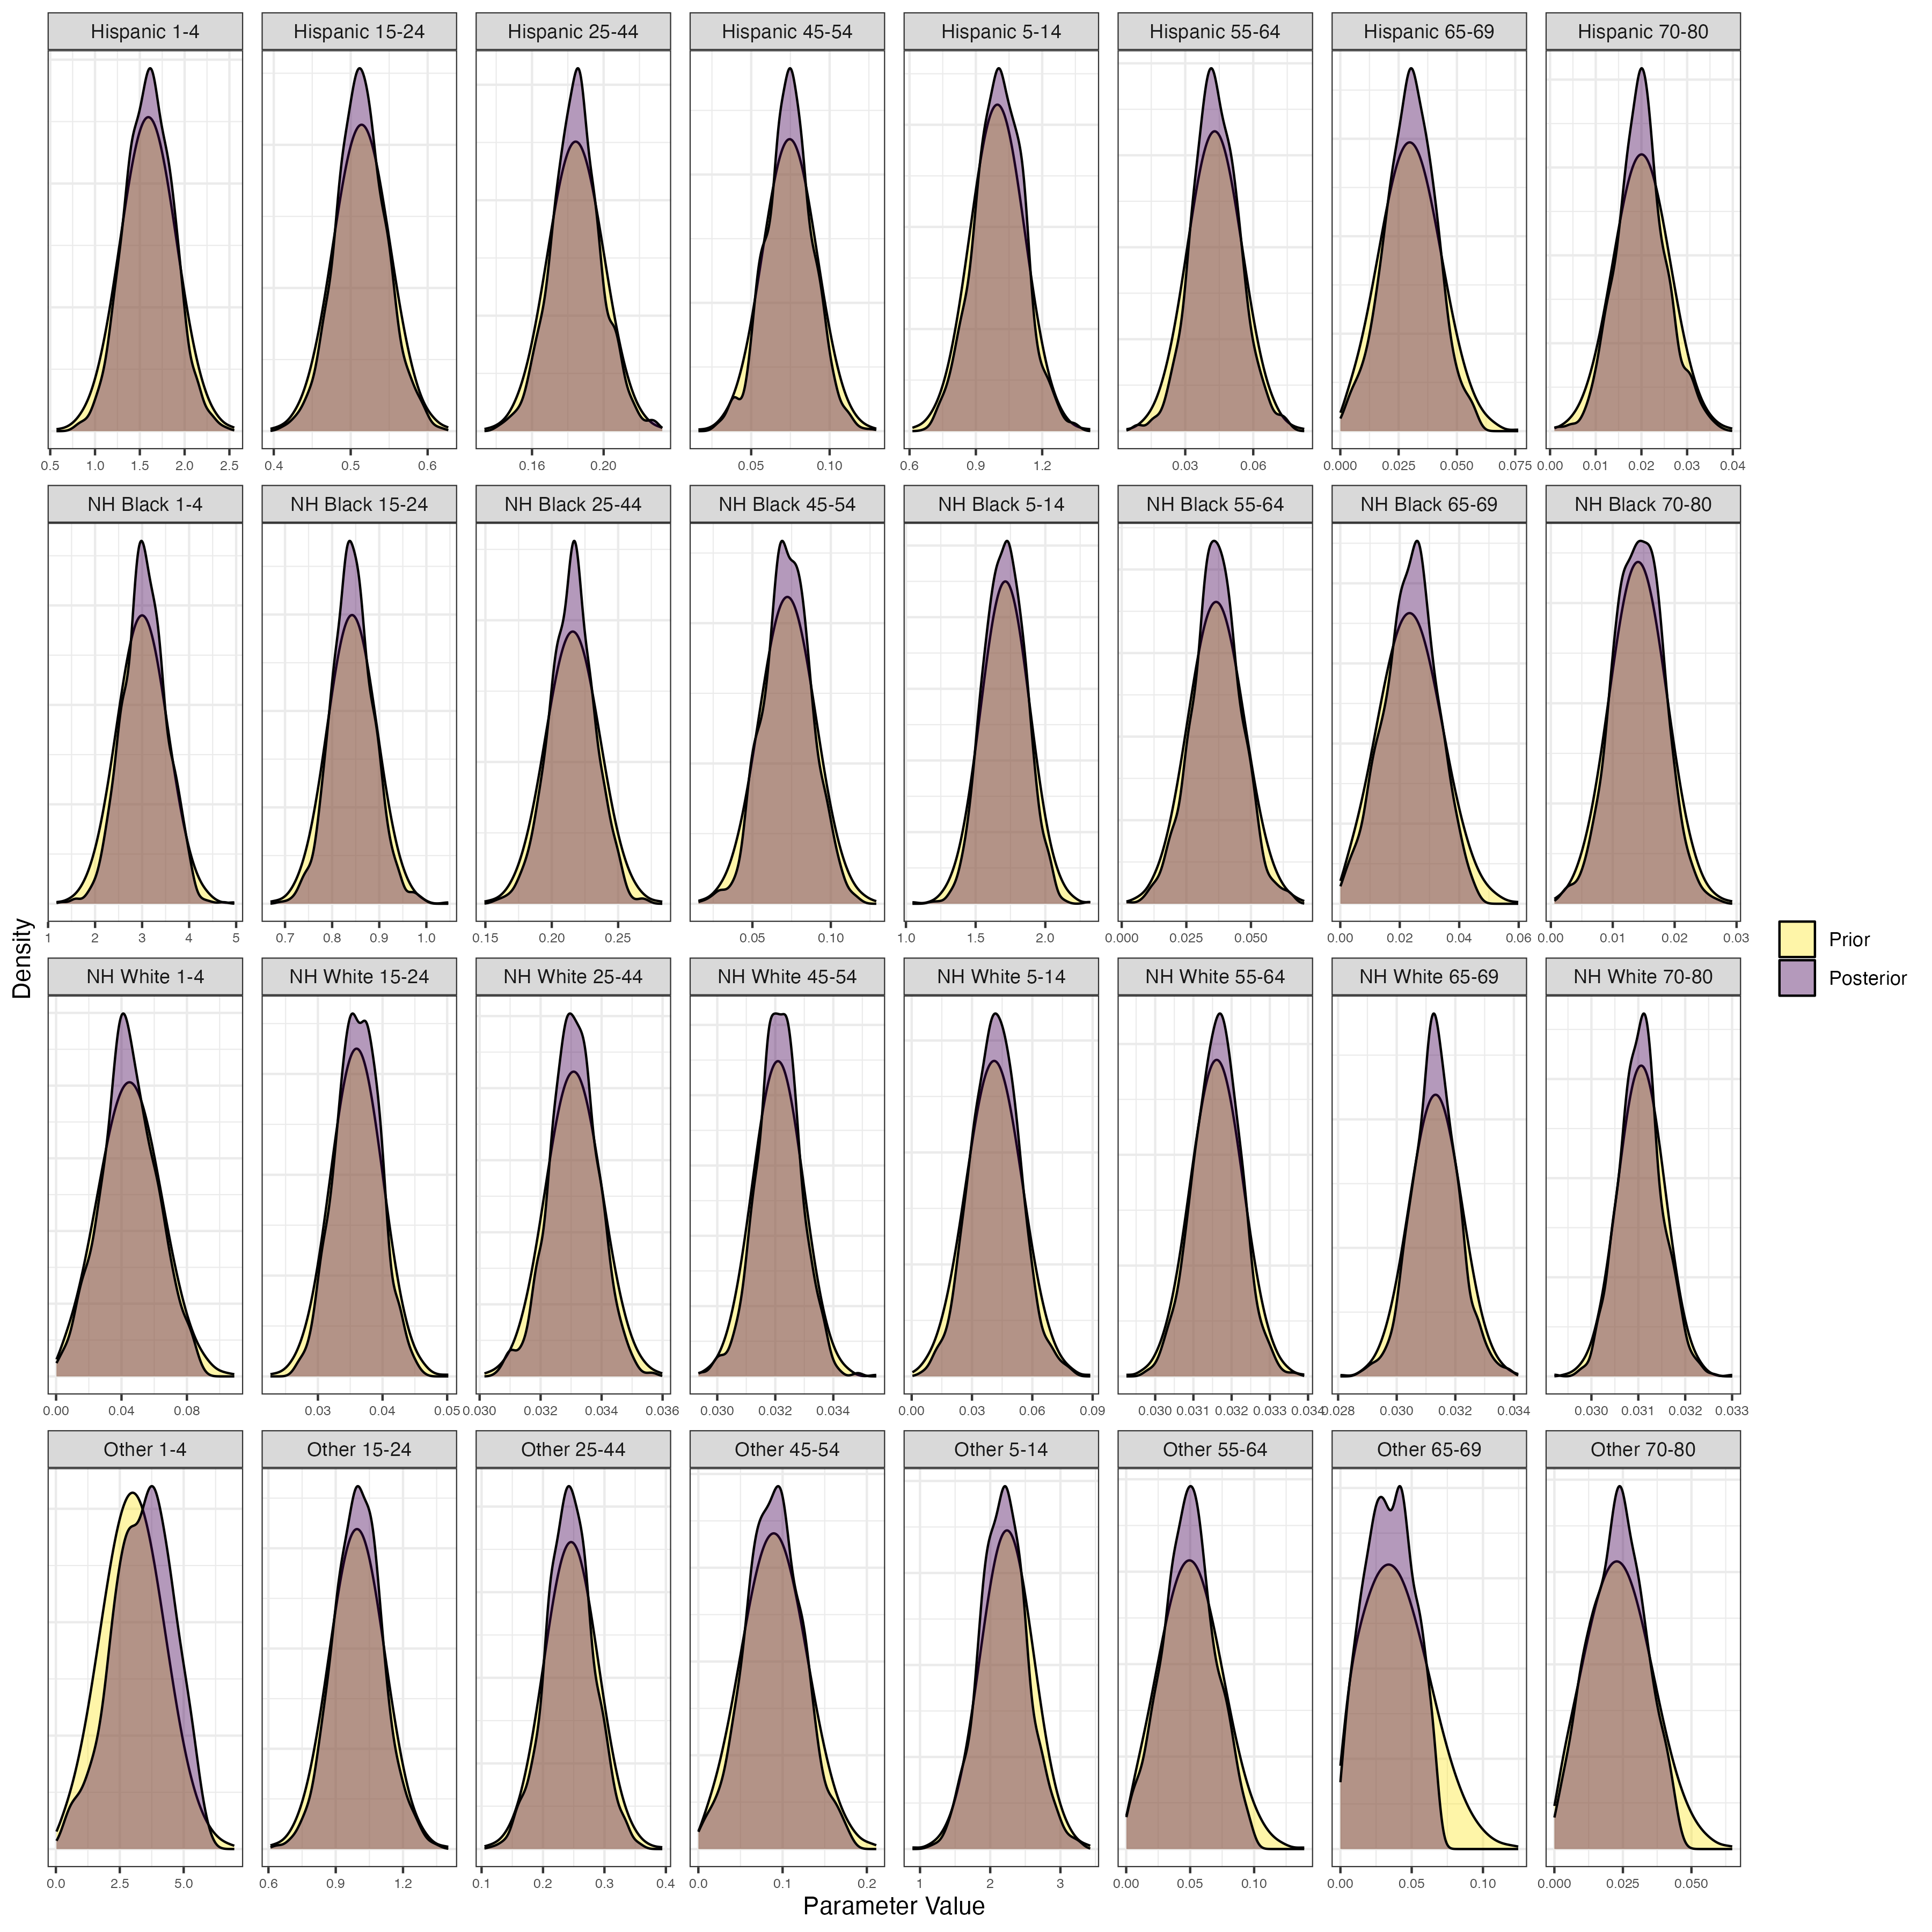 Hispanic 1-4 Hispanic 15-24 Hispanic 25-44 Hispanic 45-54 Hispanic 5-14 Hispanic 55-64 Hispanic 65-69 Hispanic 70-80
0.5 1.0 1.5 2.0 2.5 0.4 0.5 0.6 0.16 0.20 0.05 0.10 0.6 0.9 1.2 0.03 0.06 0.000 0.025 0.050 0.075 0.00 0.01 0.02 0.03 0.04
NH Black 1-4 NH Black 15-24 NH Black 25-44 NH Black 45-54 NH Black 5-14 NH Black 55-64 NH Black 65-69 NH Black 70-80
1 2 3 4 5 0.7 0.8 0.9 1.0 0.15 0.20 0.25 0.05 0.10 1.0 1.5 2.0 0.000 0.025 0.050 0.00 0.02 0.04 0.06 0.00 0.01 0.02 0.03
Density
Prior
Posterior
NH White 1-4 NH White 15-24 NH White 25-44 NH White 45-54 NH White 5-14 NH White 55-64 NH White 65-69 NH White 70-80
0.00 0.04 0.08 0.03 0.04 0.05 0.030 0.032 0.034 0.036 0.030 0.032 0.034 0.00 0.03 0.06 0.09 0.030 0.031 0.032 0.033 0.034 0.028 0.030 0.032 0.034 0.030 0.031 0.032 0.033
Other 1-4 Other 15-24 Other 25-44 Other 45-54 Other 5-14 Other 55-64 Other 65-69 Other 70-80
0.0 2.5 5.0 0.6 0.9 1.2 0.1 0.2 0.3 0.4 0.0 0.1 0.2 1 2 3 0.00 0.05 0.10 0.00 0.05 0.10 0.000 0.025 0.050
Parameter Value